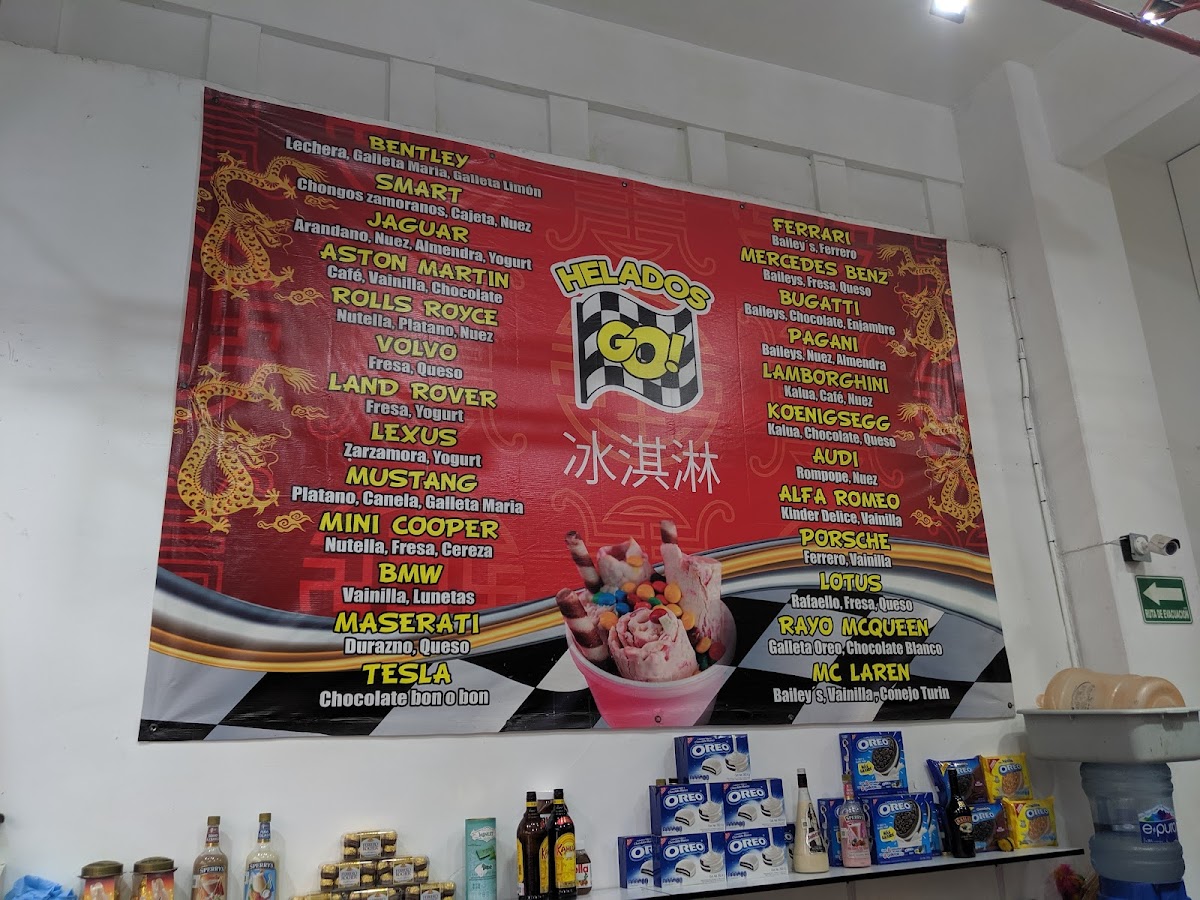 BENTLEY
Lechera, Galleta Maria, Galleta Limón
SMART
Chongos zamoranos, Cajeta, Nuez
JAGUAR
Arandano, Nuez, Almendra, Yogurt
ASTON MARTIN
Café, Vainilla, Chocolate
ROLLS ROYCE
Nutella, Platano, Nuez
VOLVO
Fresa, Queso
LAND ROVER
Fresa, Yogurt
LEXUS
Zarzamora, Yogurt
MUSTANG
Platano, Canela, Galleta Maria
MINI COOPER
Nutella, Fresa, Cereza
BMW
Vainilla, Lunetas
MASERATI
Durazno, Queso
TESLA
Chocolate bon o bon
HELADOS
GO!
冰淇淋
FERRARI
Bailey´s, Ferrero
MERCEDES BENZ
Baileys, Fresa, Queso
BUGATTI
Baileys, Chocolate, Enjambre
PAGANI
Baileys, Nuez, Almendra
LAMBORGHINI
Kalua, Café, Nuez
KOENIGSEGG
Kalua, Chocolate, Queso
AUDI
Rompope, Nuez
ALFA ROMEO
Kinder Delice, Vainilla
PORSCHE
Ferrero, Vainilla
LOTUS
Rafaello, Fresa, Queso
RAYO MCQUEEN
Galleta Oreo, Chocolate Blanco
MC LAREN
Bailey´s, Vainilla , Conejo Turin
RUTA DE EVACUACIÓN
OREO
OREO
OREO
OREO
OREO
OREO
OREO
OREO
e-pura